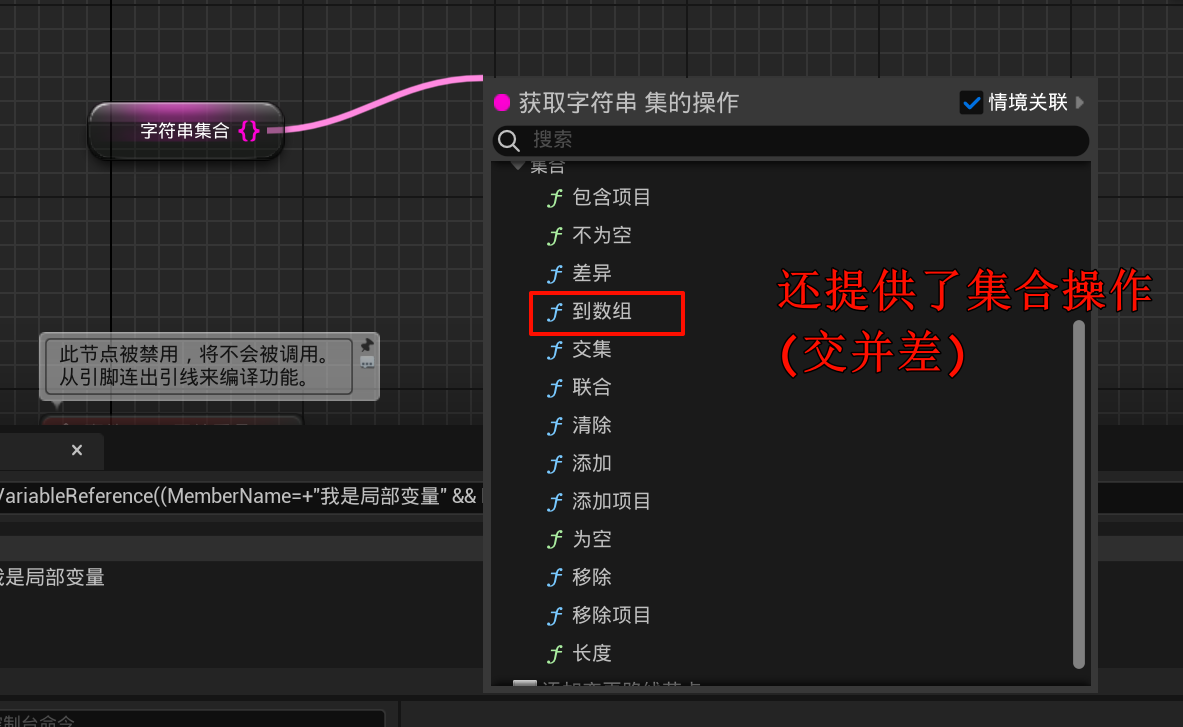 获取字符串 集的操作
情境关联
字符串集合 {}
搜索
集合
包含项目
不为空
差异
到数组
交集
联合
清除
添加
添加项目
为空
移除
移除项目
长度
还提供了集合操作
(交并差)
此节点被禁用，将不会被调用。
从引脚连出引线来编译功能。
VariableReference((MemberName=+"我是局部变量" &&
我是局部变量
控制台命令